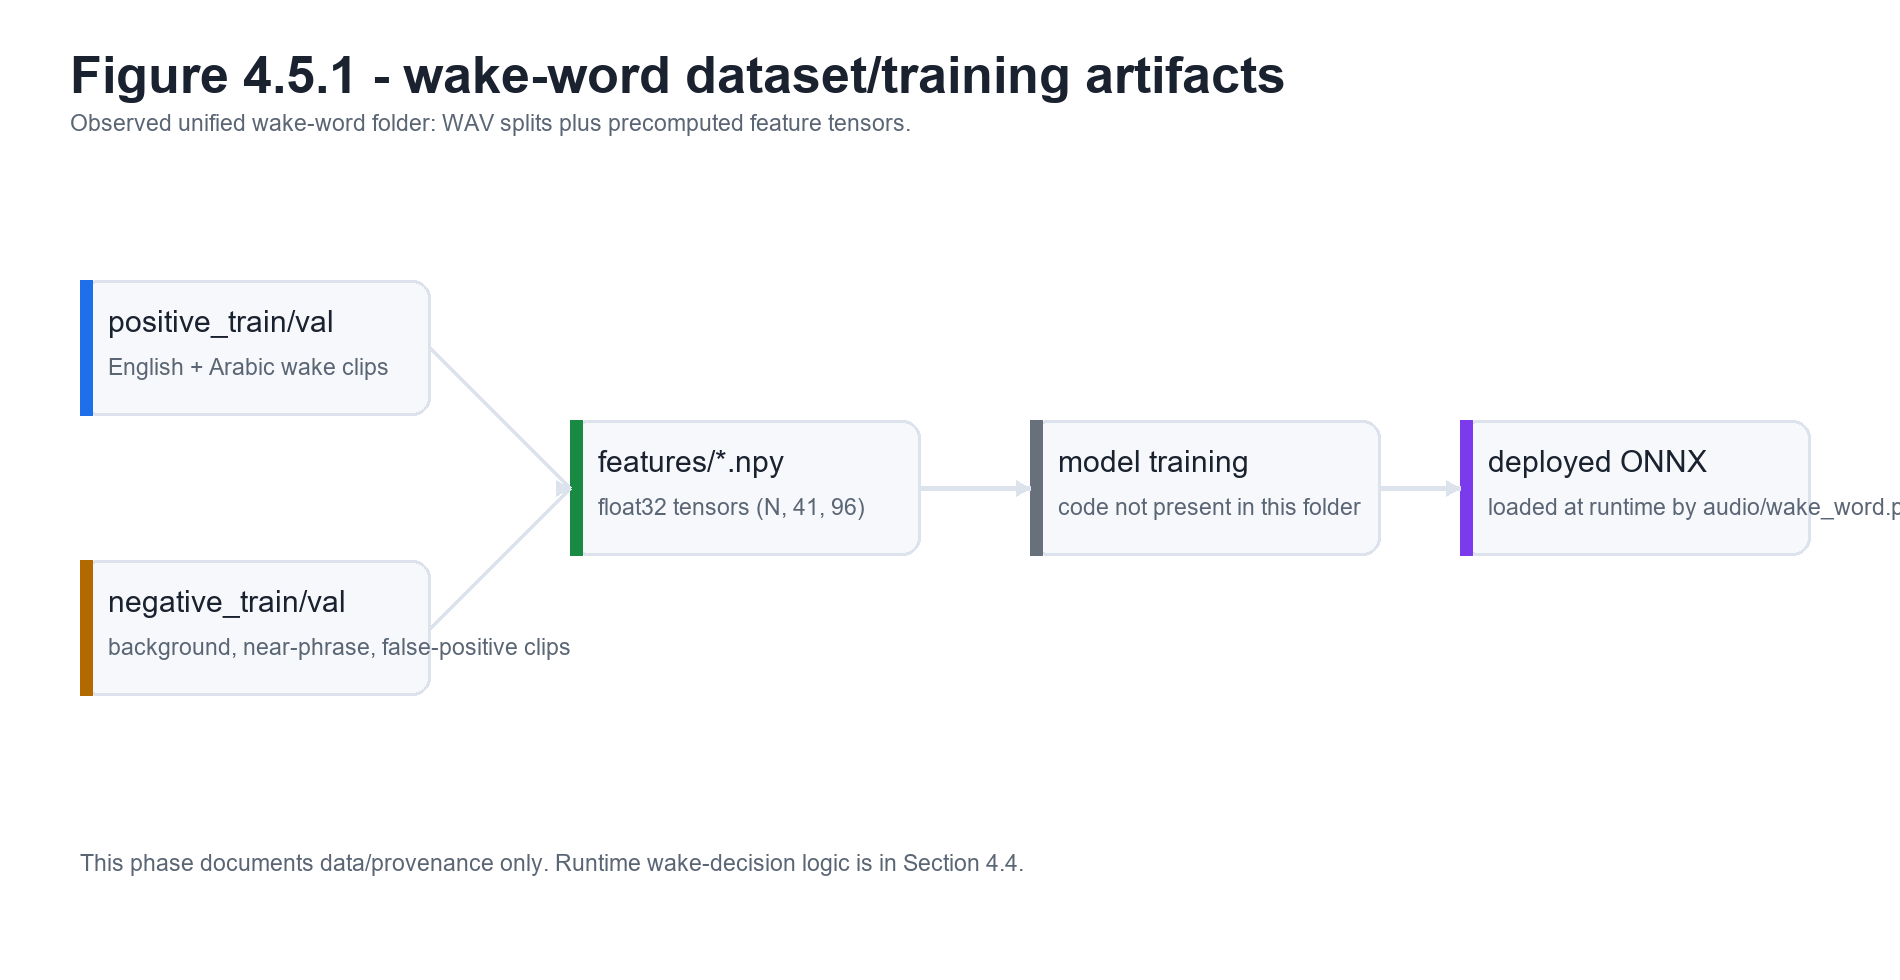 Figure 4.5.1 - wake-word dataset/training artifacts
Observed unified wake-word folder: WAV splits plus precomputed feature tensors.
positive_train/val
English + Arabic wake clips
negative_train/val
background, near-phrase, false-positive clips
features/*.npy
float32 tensors (N, 41, 96)
model training
code not present in this folder
deployed ONNX
loaded at runtime by audio/wake_word.p
This phase documents data/provenance only. Runtime wake-decision logic is in Section 4.4.